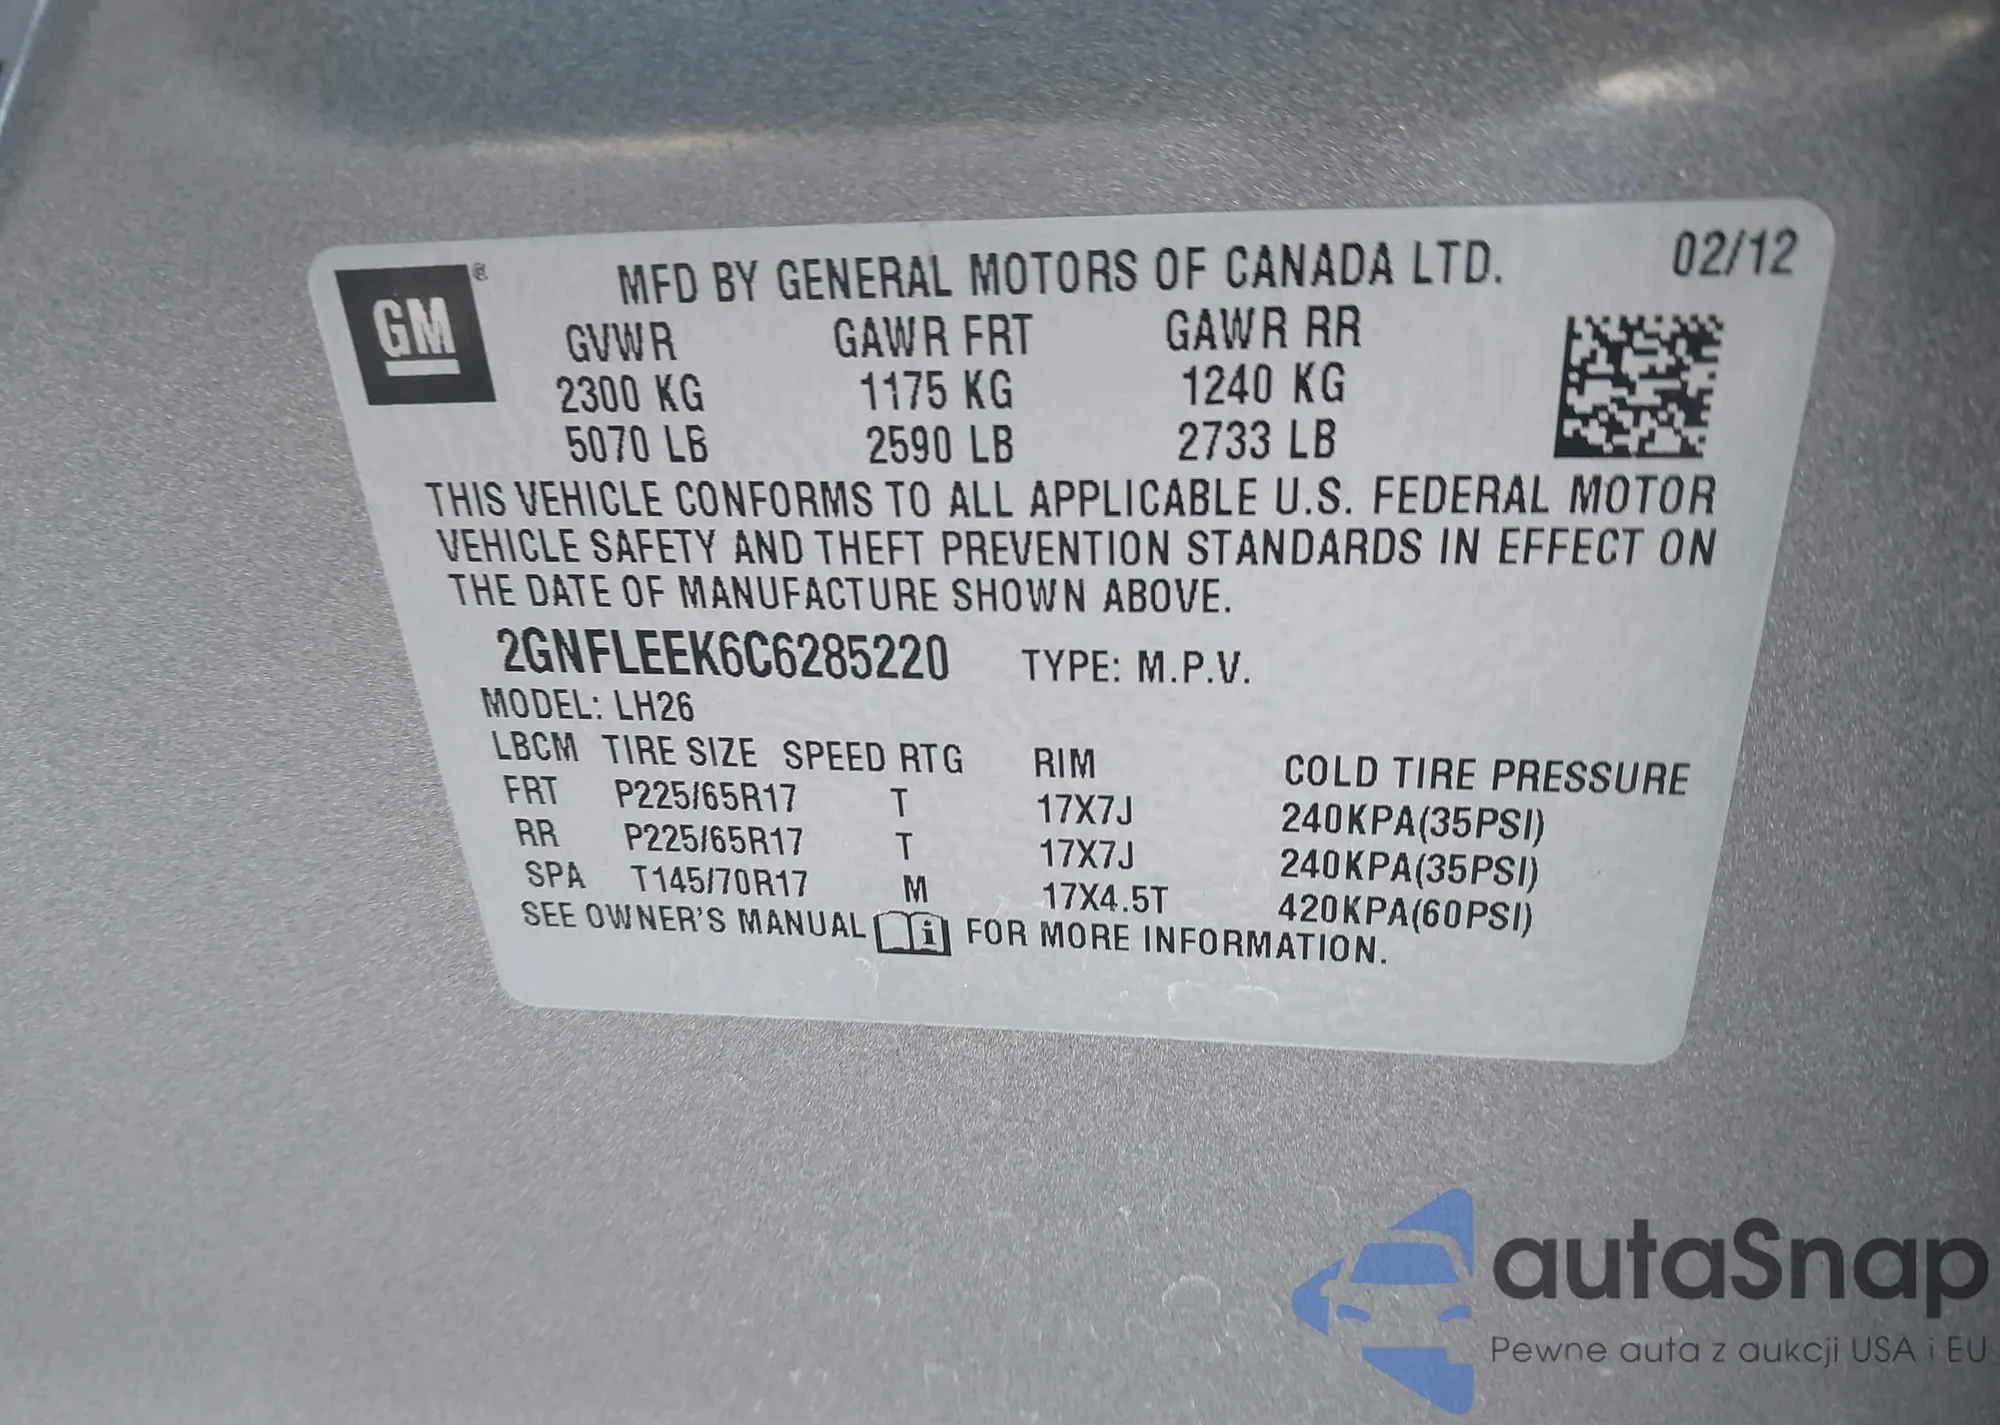 GM ®
MFD BY GENERAL MOTORS OF CANADA LTD. 02/12
GVWR GAWR FRT GAWR RR
2300 KG 1175 KG 1240 KG
5070 LB 2590 LB 2733 LB
THIS VEHICLE CONFORMS TO ALL APPLICABLE U.S. FEDERAL MOTOR
VEHICLE SAFETY AND THEFT PREVENTION STANDARDS IN EFFECT ON
THE DATE OF MANUFACTURE SHOWN ABOVE.
2GNFLEEK6C6285220 TYPE: M.P.V.
MODEL: LH26
LBCM TIRE SIZE SPEED RTG RIM COLD TIRE PRESSURE
FRT P225/65R17 T 17X7J 240KPA(35PSI)
RR P225/65R17 T 17X7J 240KPA(35PSI)
SPA T145/70R17 M 17X4.5T 420KPA(60PSI)
SEE OWNER'S MANUAL i FOR MORE INFORMATION.
autaSnap
Pewne auta z aukcji USA i EU